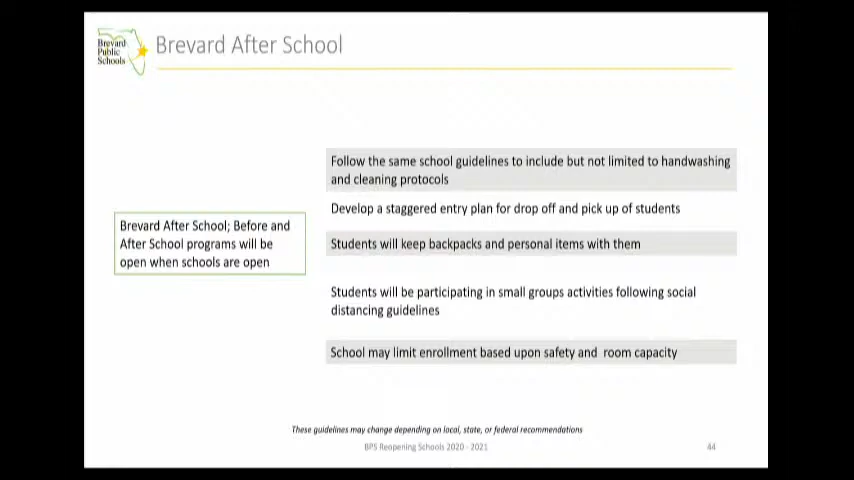 Brevard
Public
Schools
Brevard After School
Follow the same school guidelines to include but not limited to handwashing
and cleaning protocols
Develop a staggered entry plan for drop off and pick up of students
Brevard After School; Before and
After School programs will be
open when schools are open
Students will keep backpacks and personal items with them
Students will be participating in small groups activities following social
distancing guidelines
School may limit enrollment based upon safety and room capacity
These guidelines may change depending on local, state, or federal recommendations
BPS Reopening Schools 2020 - 2021
44